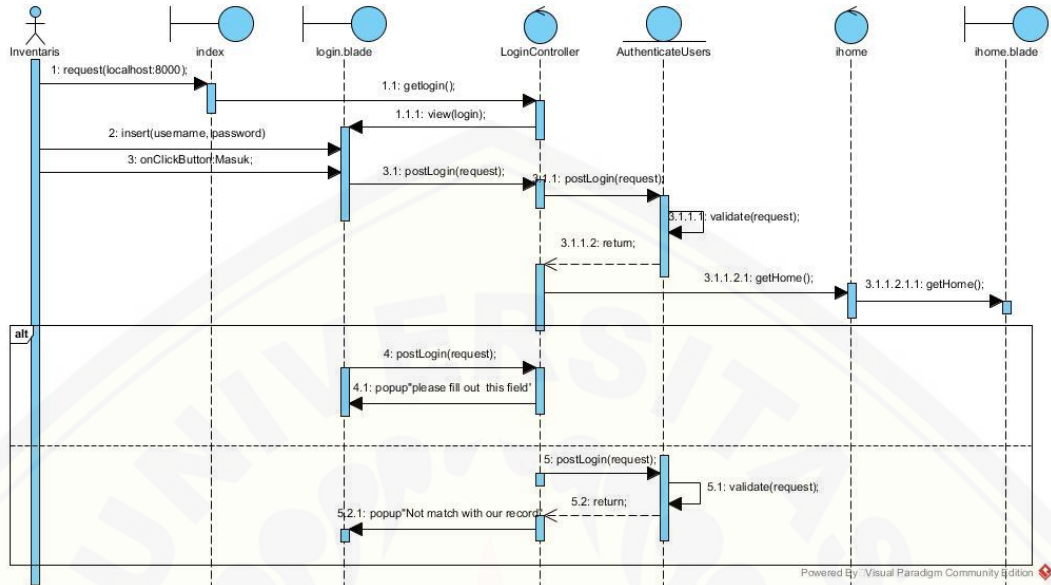 Inventaris
index
login.blade
LoginController
AuthenticateUsers
ihome
ihome.blade
1: request(localhost:8000);
1.1: getlogin();
1.1.1: view(login);
2: insert(username, password)
3: onClickButton:Masuk;
3.1: postLogin(request);
3.1.1: postLogin(request);
3.1.1.1: validate(request);
3.1.1.2: return;
3.1.1.2.1: getHome();
3.1.1.2.1.1: getHome();
alt
4: postLogin(request);
4.1: popup"please fill out this field"
5: postLogin(request);
5.1: validate(request);
5.2: return;
5.2.1: popup"Not match with our record"
UNIVERSITAS
Powered By Visual Paradigm Community Edition